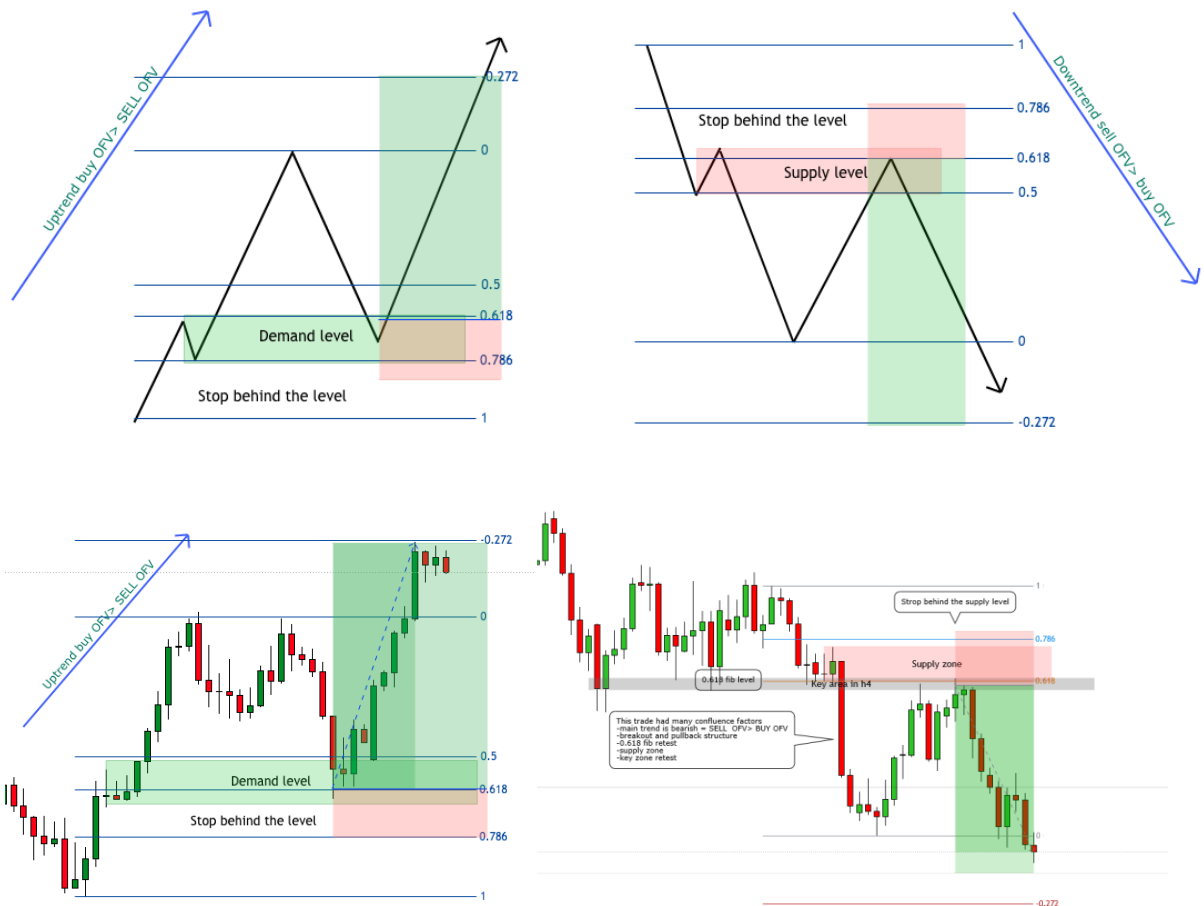 Uptrend buy OFV> SELL OFV
-0.272
0
0.5
0.618
Demand level
0.786
Stop behind the level
1
1
Downtrend sell OFV> buy OFV
0.786
Stop behind the level
0.618
Supply level
0.5
0
-0.272
Uptrend buy OFV> SELL OFV
-0.272
0
0.5
Demand level
0.618
Stop behind the level
0.786
1
1
Strop behind the supply level
0.786
Supply zone
0.618 fib level
Key area in h4
0.618
This trade had many confluence factors
-main trend is bearish = SELL OFV> BUY OFV
-breakout and pullback structure
-0.618 fib retest
-supply zone
-key zone retest
0
-0.272